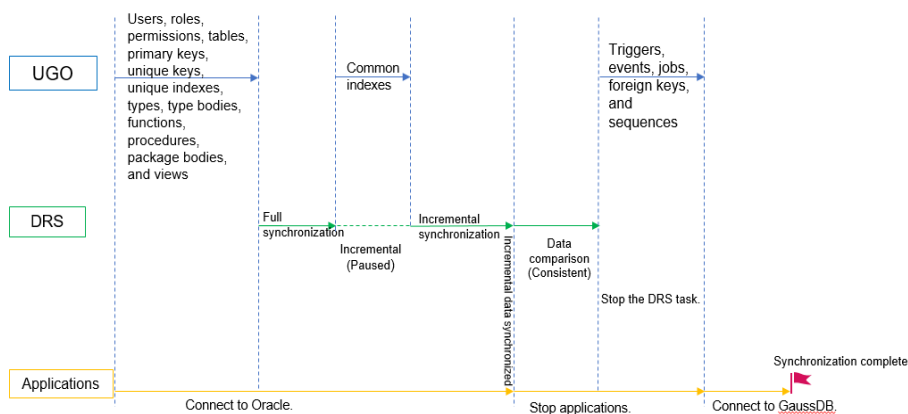 UGO
Users, roles,
permissions, tables,
primary keys,
unique keys,
unique indexes,
types, type bodies,
functions,
procedures,
package bodies,
and views
Common
indexes
Triggers,
events, jobs,
foreign keys,
and
sequences
DRS
Full
synchronization
Incremental
(Paused)
Incremental
synchronization
Incremental data synchronized
Data
comparison
(Consistent)
Stop the DRS task.
Applications
Connect to Oracle.
Stop applications.
Connect to GaussDB.
Synchronization complete